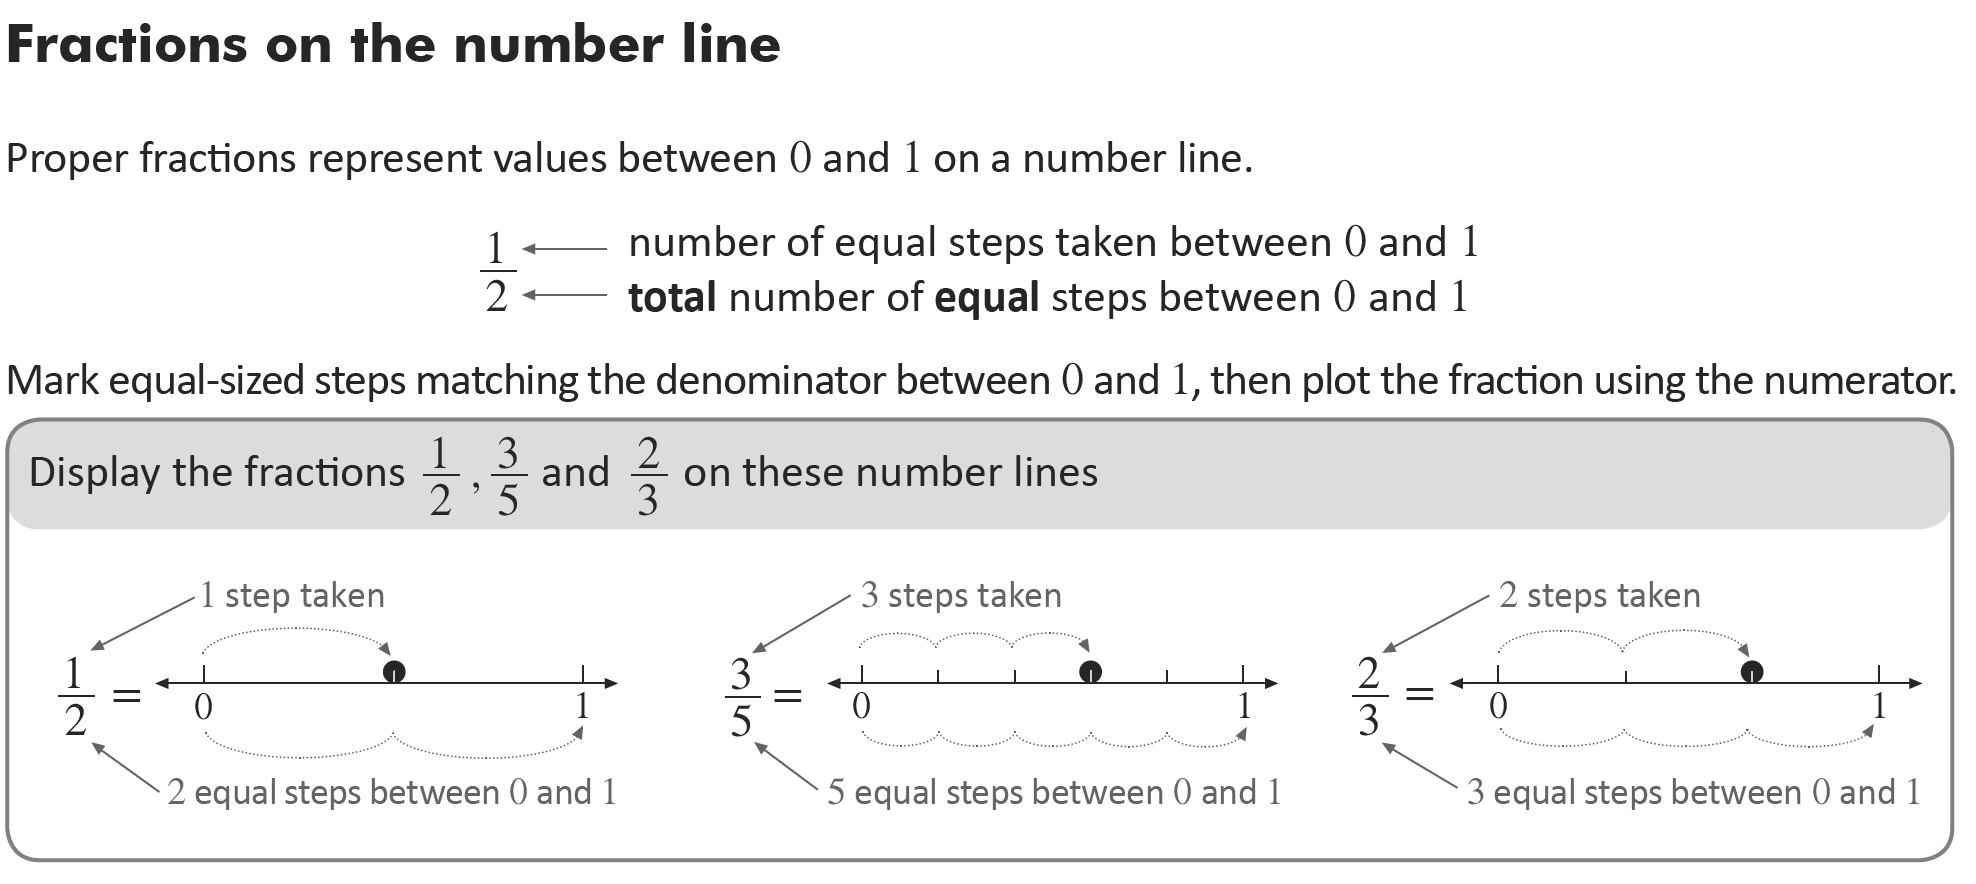 Fractions on the number line
Proper fractions represent values between 0 and 1 on a number line.
1/2
number of equal steps taken between 0 and 1
total number of equal steps between 0 and 1
Mark equal-sized steps matching the denominator between 0 and 1, then plot the fraction using the numerator.
Display the fractions 1/2, 3/5 and 2/3 on these number lines
1 step taken
1/2 =
0 1
2 equal steps between 0 and 1
3 steps taken
3/5 =
0 1
5 equal steps between 0 and 1
2 steps taken
2/3 =
0 1
3 equal steps between 0 and 1